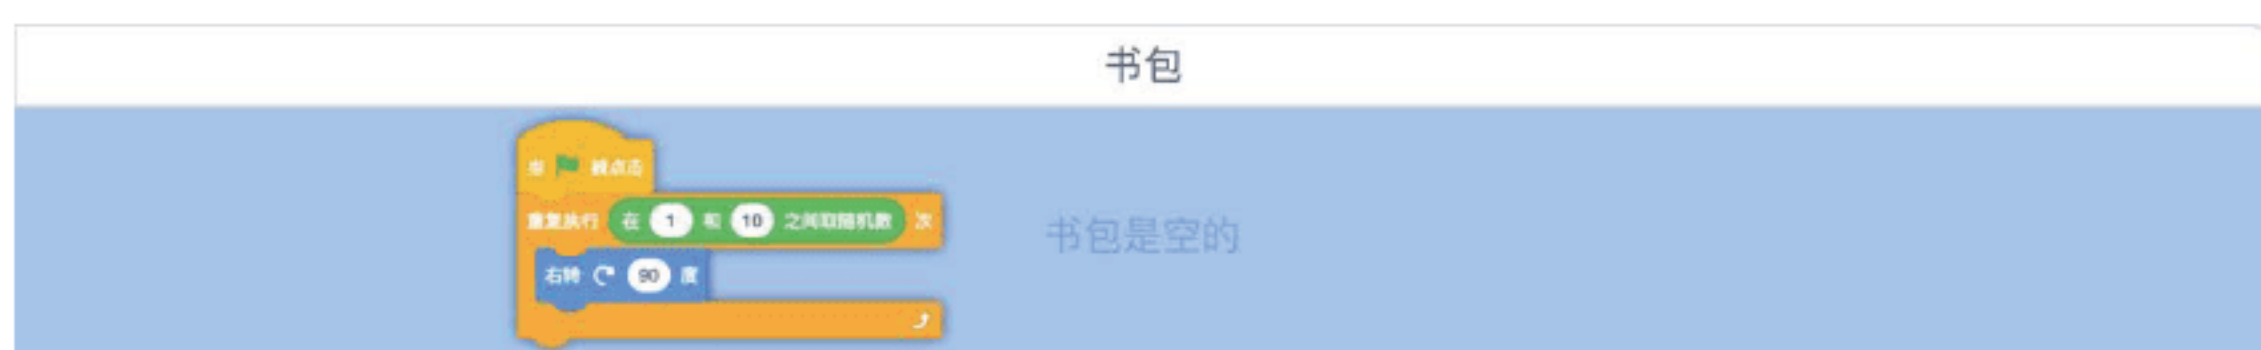 书包
当 被点击
重复执行 在 1 和 10 之间取随机数 次
书包是空的
右转 90 度